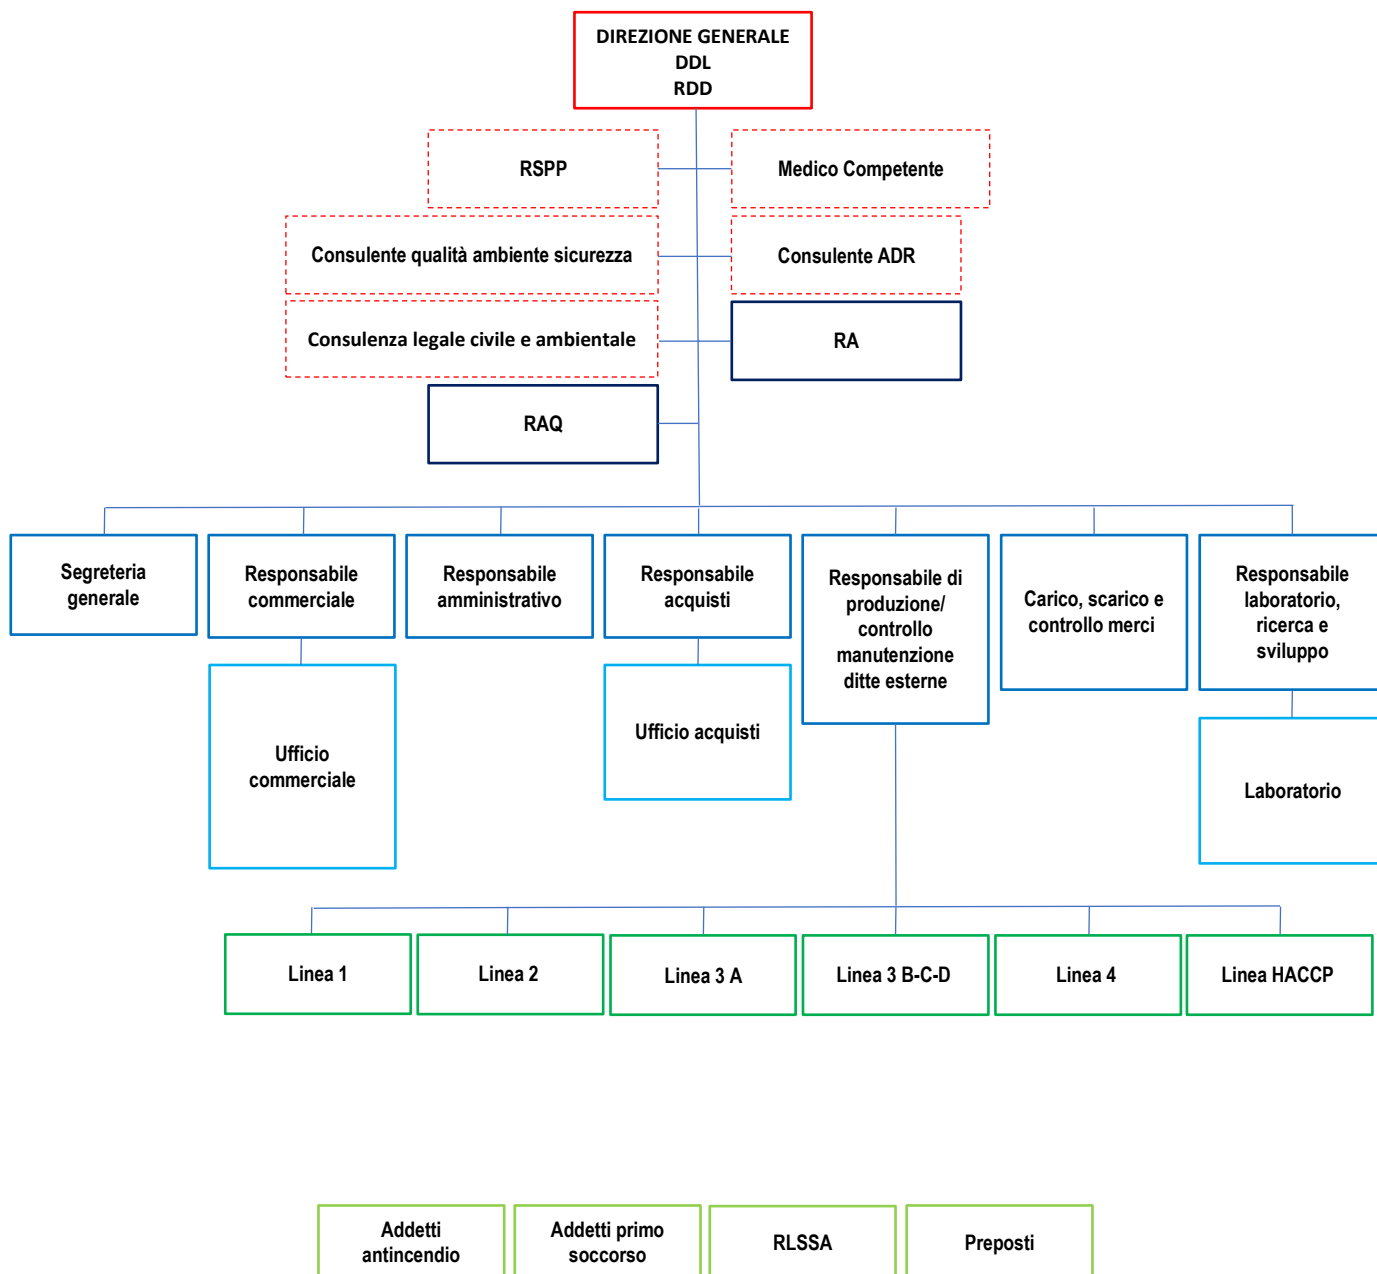 DIREZIONE GENERALE
DDL
RDD
RSPP
Medico Competente
Consulente qualità ambiente sicurezza
Consulente ADR
Consulenza legale civile e ambientale
RA
RAQ
Segreteria
generale
Responsabile
commerciale
Responsabile
amministrativo
Responsabile
acquisti
Responsabile di
produzione/
controllo
manutenzione
ditte esterne
Carico, scarico e
controllo merci
Responsabile
laboratorio,
ricerca e
sviluppo
Ufficio
commerciale
Ufficio acquisti
Laboratorio
Linea 1
Linea 2
Linea 3 A
Linea 3 B-C-D
Linea 4
Linea HACCP
Addetti
antincendio
Addetti primo
soccorso
RLSSA
Preposti